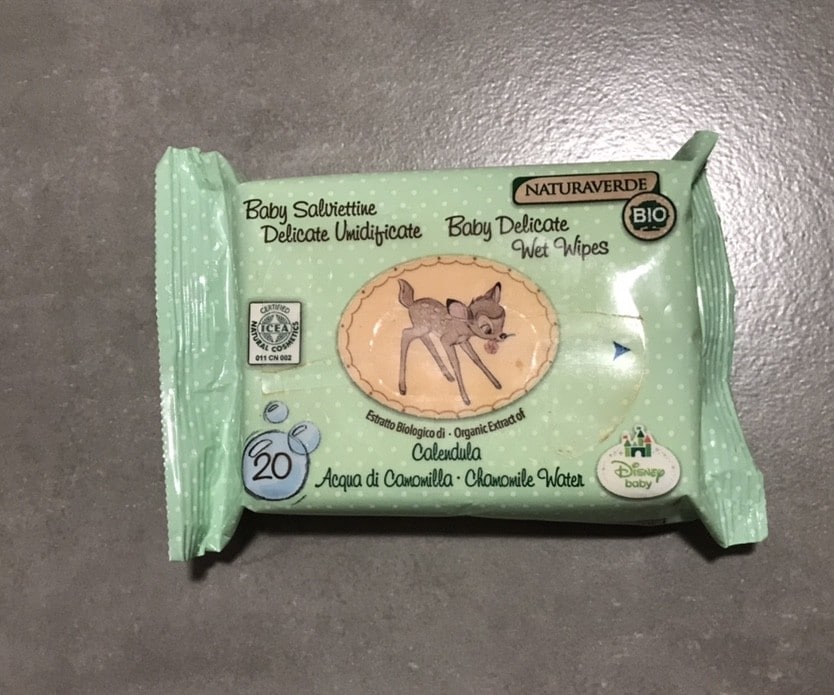 NATURAVERDE
BIO
Baby Salviettine
Delicate Umidificate
Baby Delicate
Wet Wipes
CERTIFIED
ICEA
NATURAL COSMETICS
011 CN 002
Estratto Biologico di - Organic Extract of
Calendula
Acqua di Camomilla · Chamomile Water
20
Disney
baby